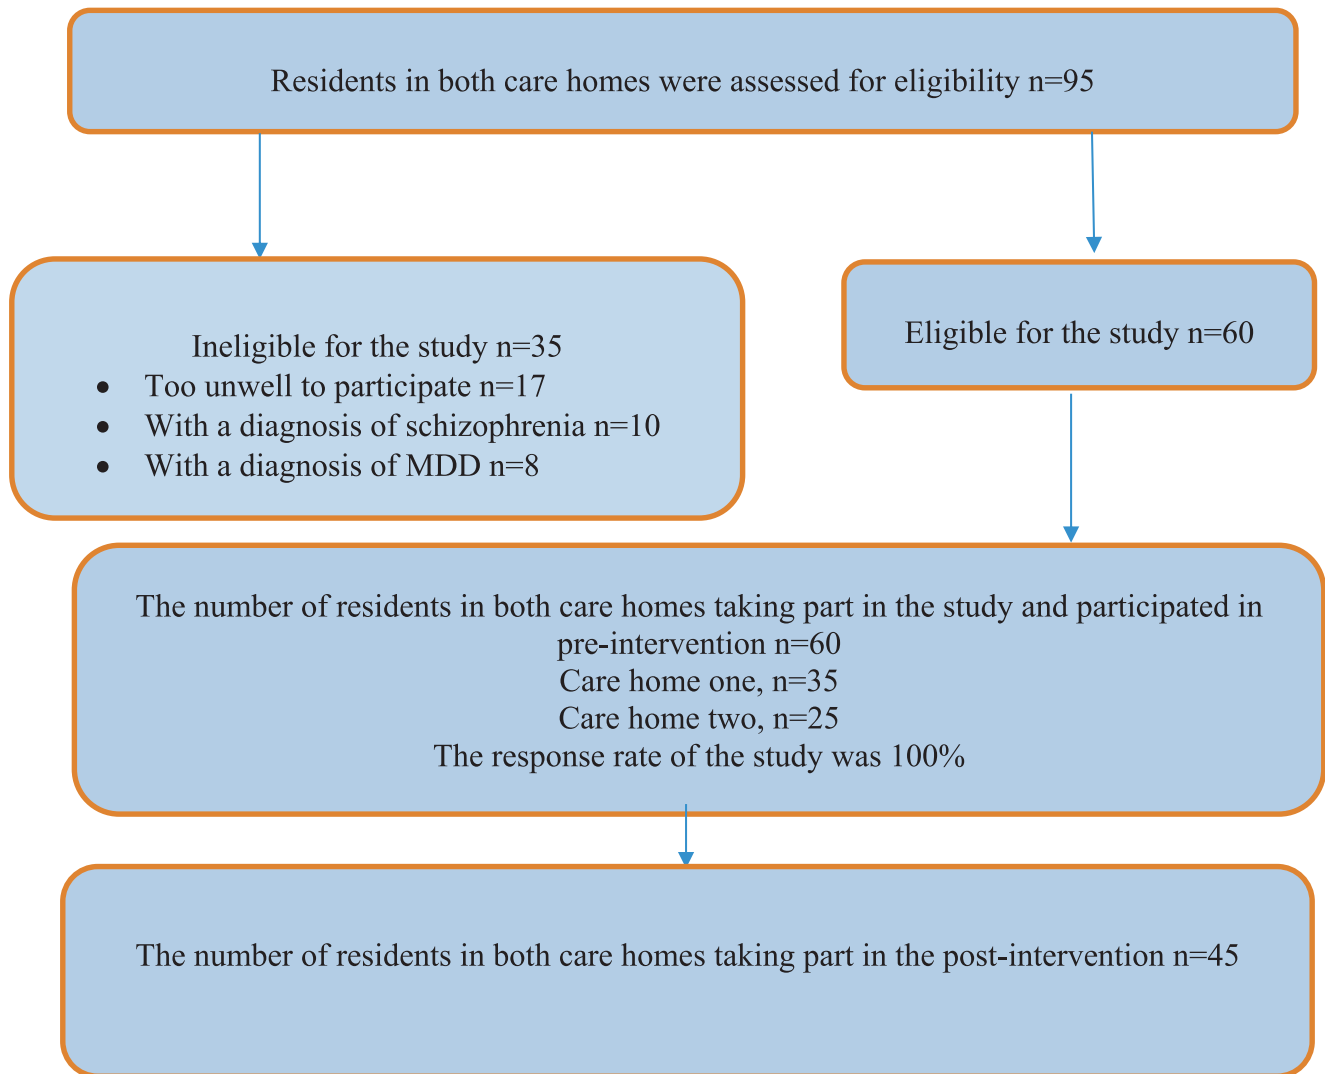 Residents in both care homes were assessed for eligibility n=95
Ineligible for the study n=35
• Too unwell to participate n=17
• With a diagnosis of schizophrenia n=10
• With a diagnosis of MDD n=8
Eligible for the study n=60
The number of residents in both care homes taking part in the study and participated in
pre-intervention n=60
Care home one, n=35
Care home two, n=25
The response rate of the study was 100%
The number of residents in both care homes taking part in the post-intervention n=45